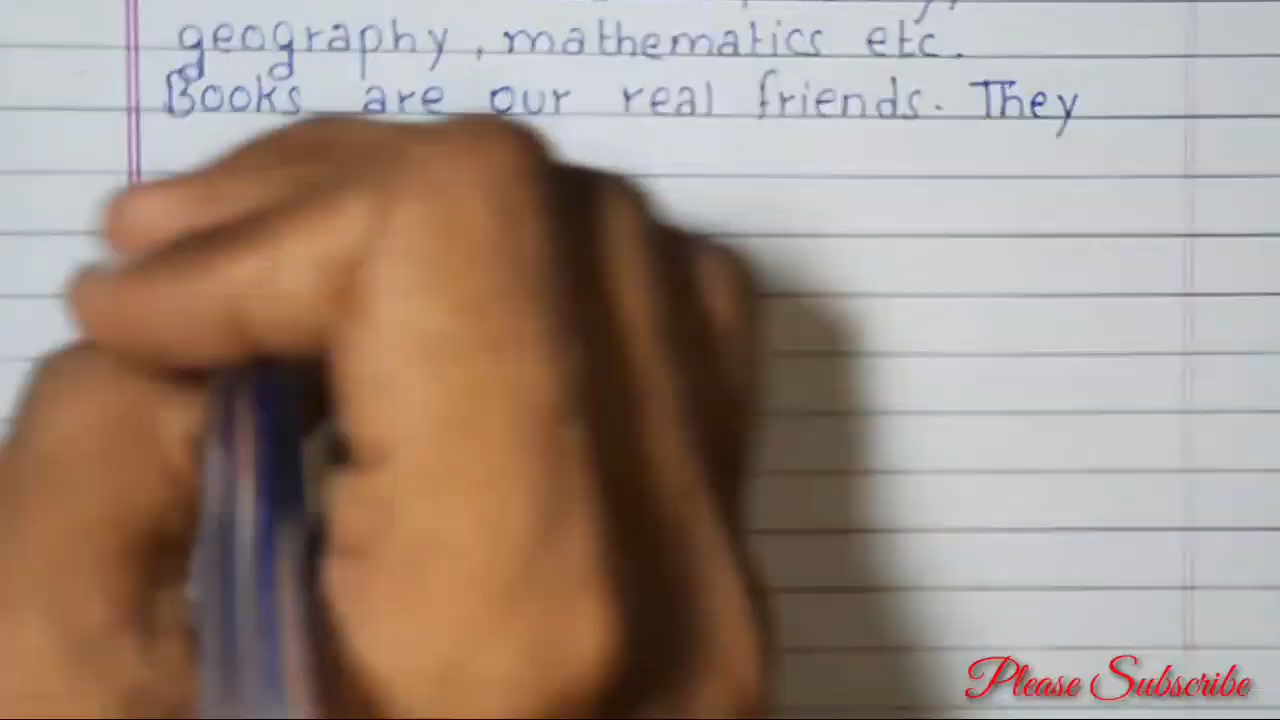 geography, mathematics etc.
Books are our real friends. They
Please Subscribe